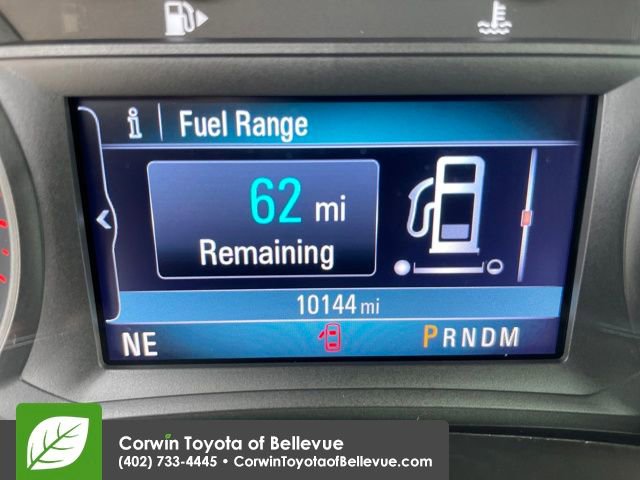 i Fuel Range
62 mi
Remaining
10144 mi
NE PRNDM
Corwin Toyota of Bellevue
(402) 733-4445 • CorwinToyotaofBellevue.com